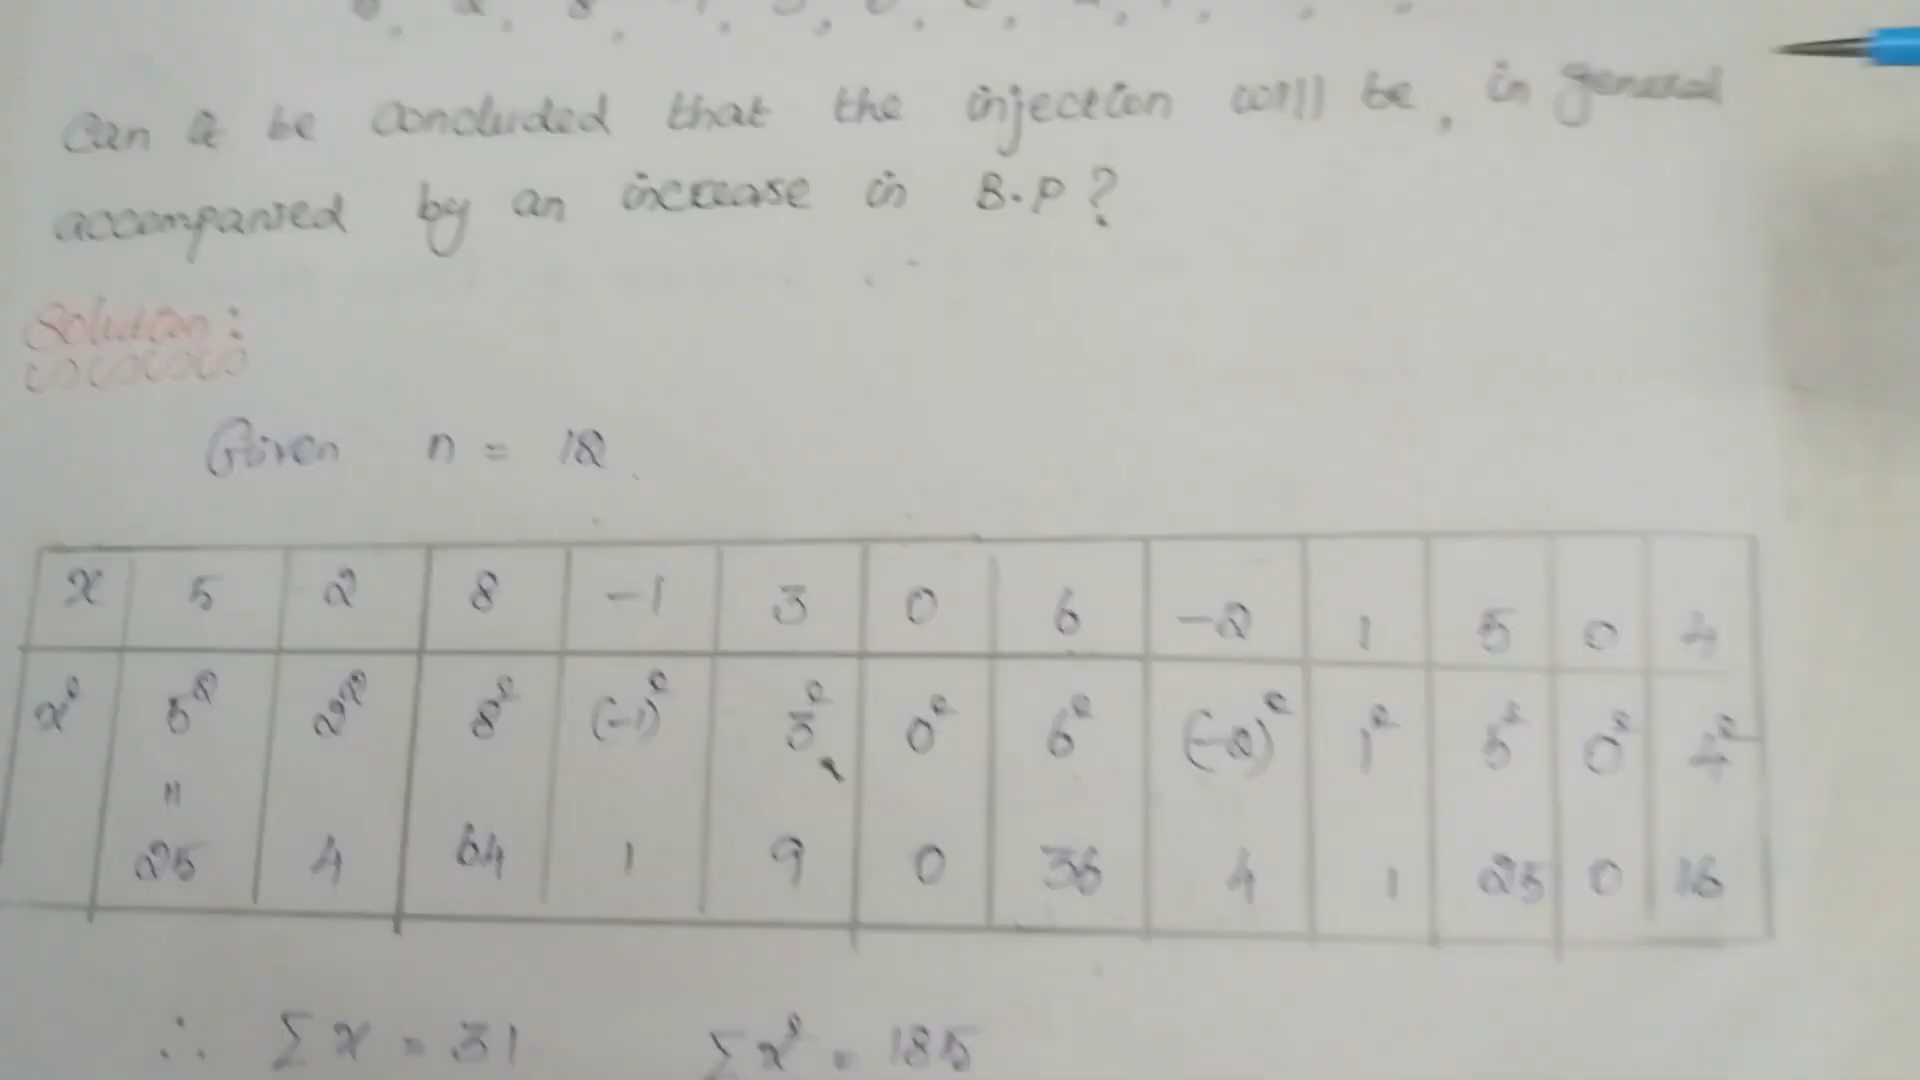 Can it be concluded that the injection will be, in general
accompanied by an increase in B.P?
Solution:
Given n = 12
x 5 2 8 -1 3 0 6 -2 1 5 0 4
x² 5² 2² 8² (-1)² 3² 0² 6² (-2)² 1² 5² 0² 4²
=
25 4 64 1 9 0 36 4 1 25 0 16
∴ Σx = 31 Σx² = 185